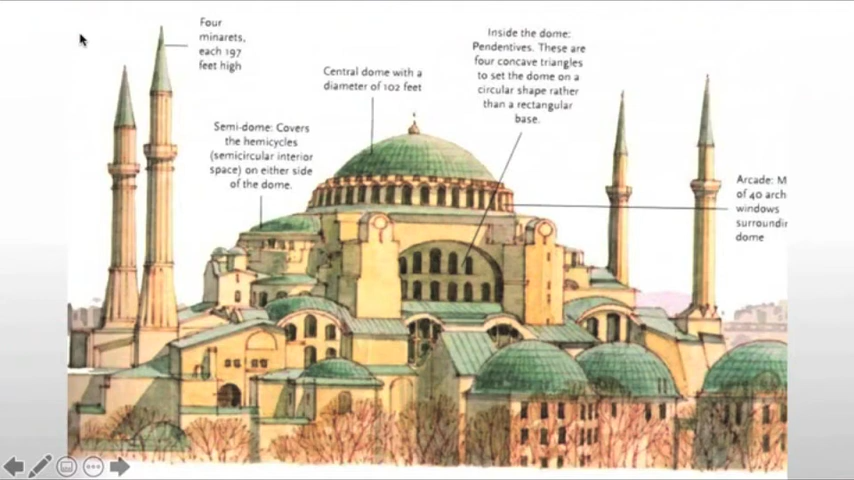 Four
minarets,
each 197
feet high
Central dome with a
diameter of 102 feet
Inside the dome:
Pendentives. These are
four concave triangles
to set the dome on a
circular shape rather
than a rectangular
base.
Semi-dome: Covers
the hemicycles
(semicircular interior
space) on either side
of the dome.
Arcade: M
of 40 arch
windows
surroundin
dome